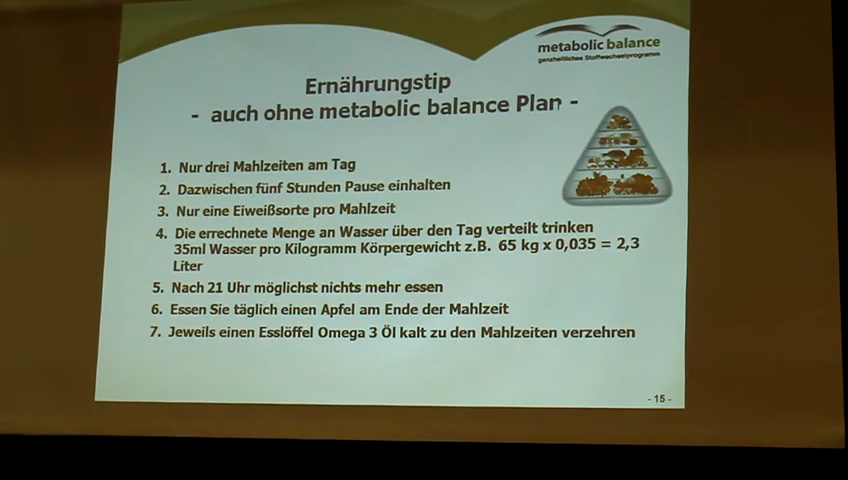 metabolic balance
ganzheitliches Stoffwechselprogramm
Ernährungstip
- auch ohne metabolic balance Plan -
1. Nur drei Mahlzeiten am Tag
2. Dazwischen fünf Stunden Pause einhalten
3. Nur eine Eiweißsorte pro Mahlzeit
4. Die errechnete Menge an Wasser über den Tag verteilt trinken
35ml Wasser pro Kilogramm Körpergewicht z.B. 65 kg x 0,035 = 2,3
Liter
5. Nach 21 Uhr möglichst nichts mehr essen
6. Essen Sie täglich einen Apfel am Ende der Mahlzeit
7. Jeweils einen Esslöffel Omega 3 Öl kalt zu den Mahlzeiten verzehren
- 15 -